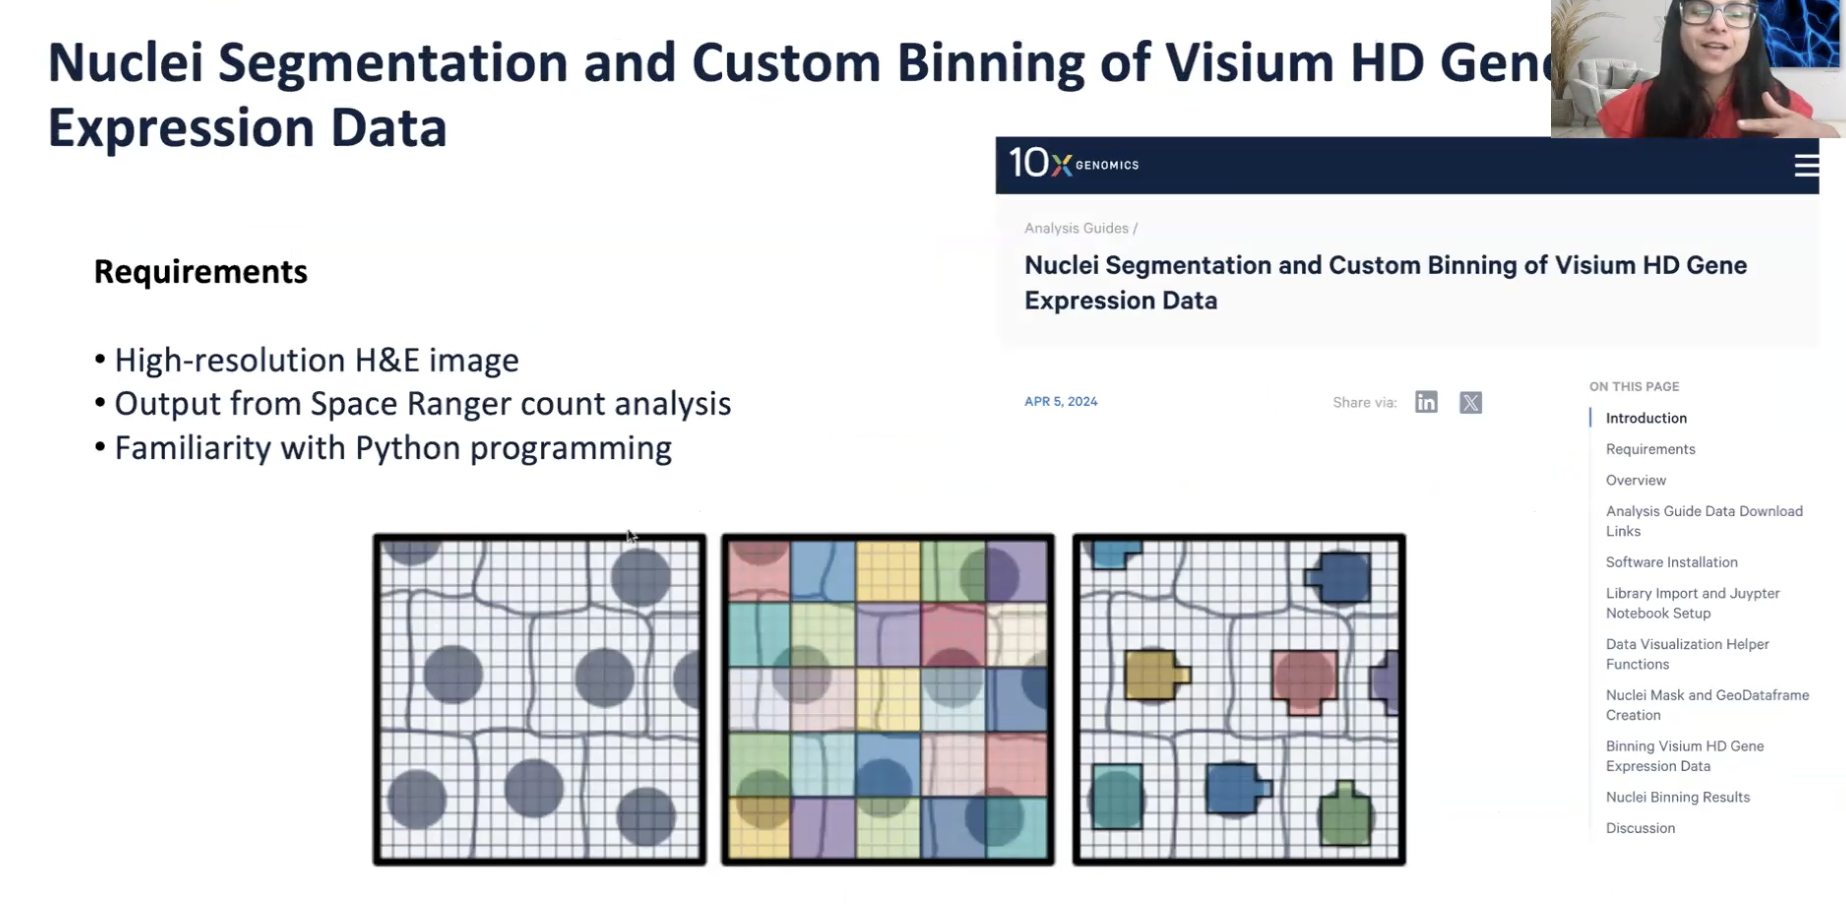 Nuclei Segmentation and Custom Binning of Visium HD Gene
Expression Data
Requirements
• High-resolution H&E image
• Output from Space Ranger count analysis
• Familiarity with Python programming
10X GENOMICS
Analysis Guides /
Nuclei Segmentation and Custom Binning of Visium HD Gene
Expression Data
APR 5, 2024
Share via: in X
ON THIS PAGE
Introduction
Requirements
Overview
Analysis Guide Data Download
Links
Software Installation
Library Import and Juypter
Notebook Setup
Data Visualization Helper
Functions
Nuclei Mask and GeoDataframe
Creation
Binning Visium HD Gene
Expression Data
Nuclei Binning Results
Discussion